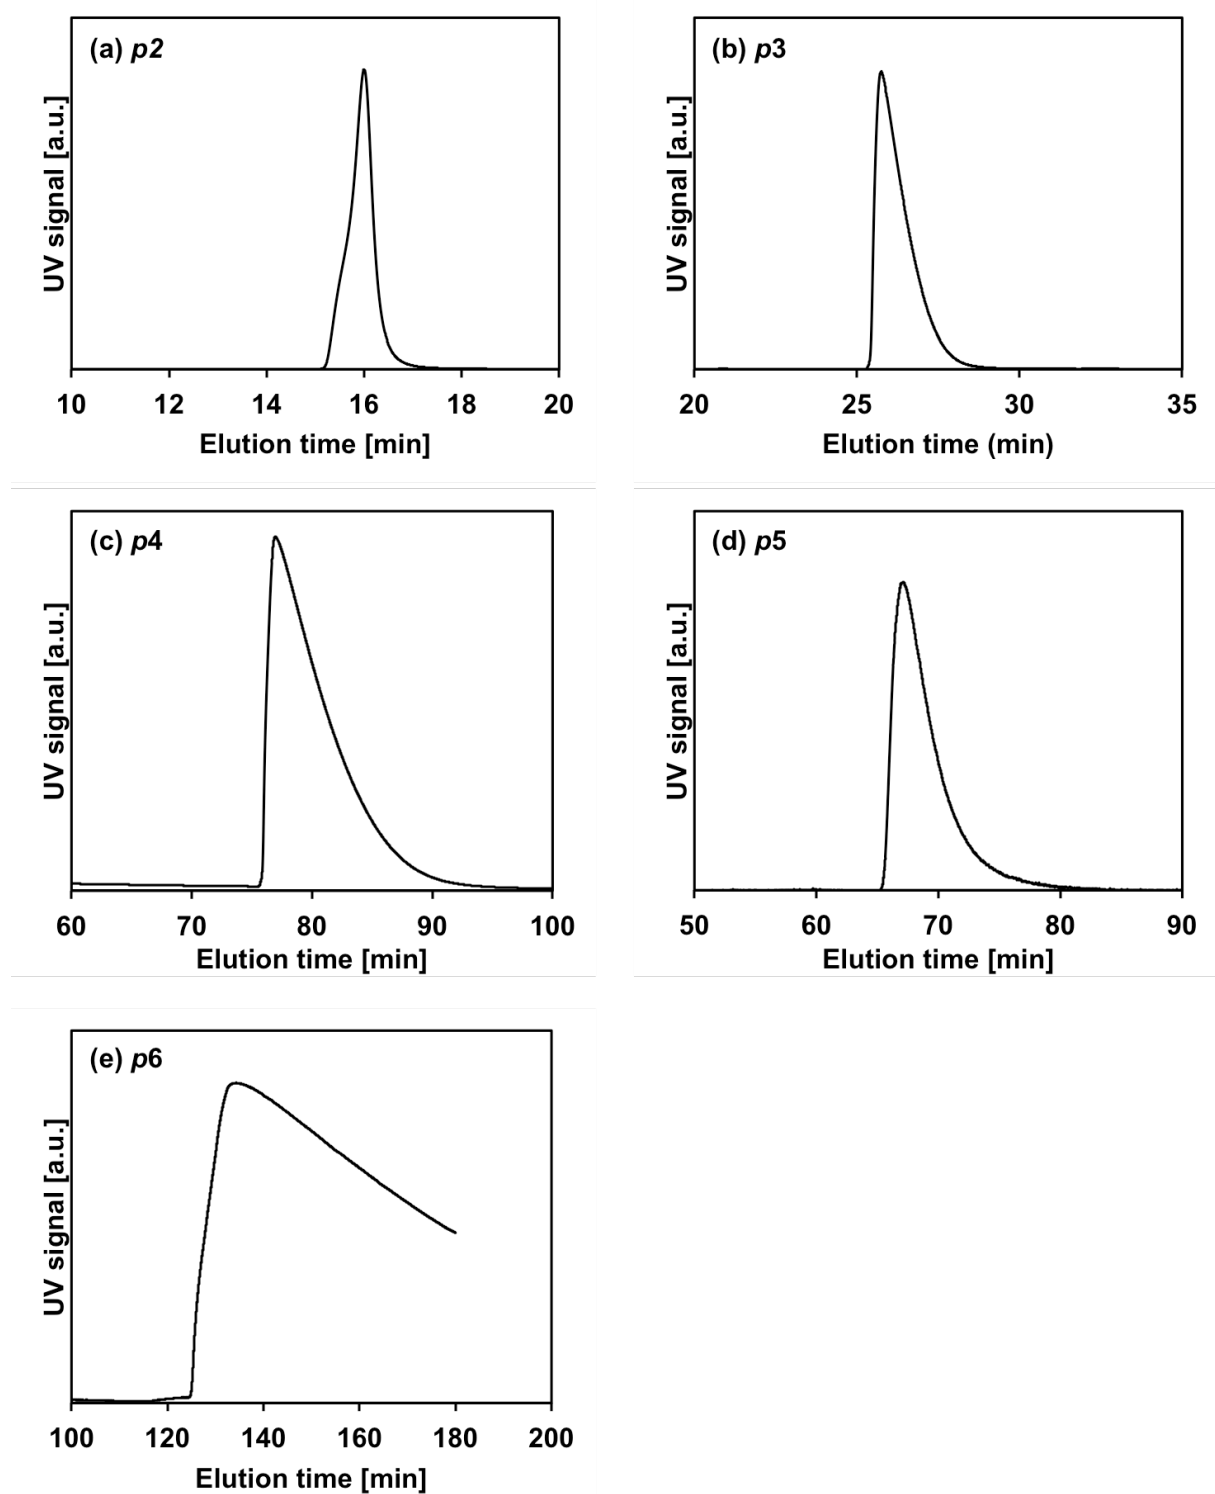 (a) p2
UV signal [a.u.]
10 12 14 16 18 20
Elution time [min]
(b) p3
UV signal [a.u.]
20 25 30 35
Elution time (min)
(c) p4
UV signal [a.u.]
60 70 80 90 100
Elution time [min]
(d) p5
UV signal [a.u.]
50 60 70 80 90
Elution time [min]
(e) p6
UV signal [a.u.]
100 120 140 160 180 200
Elution time [min]